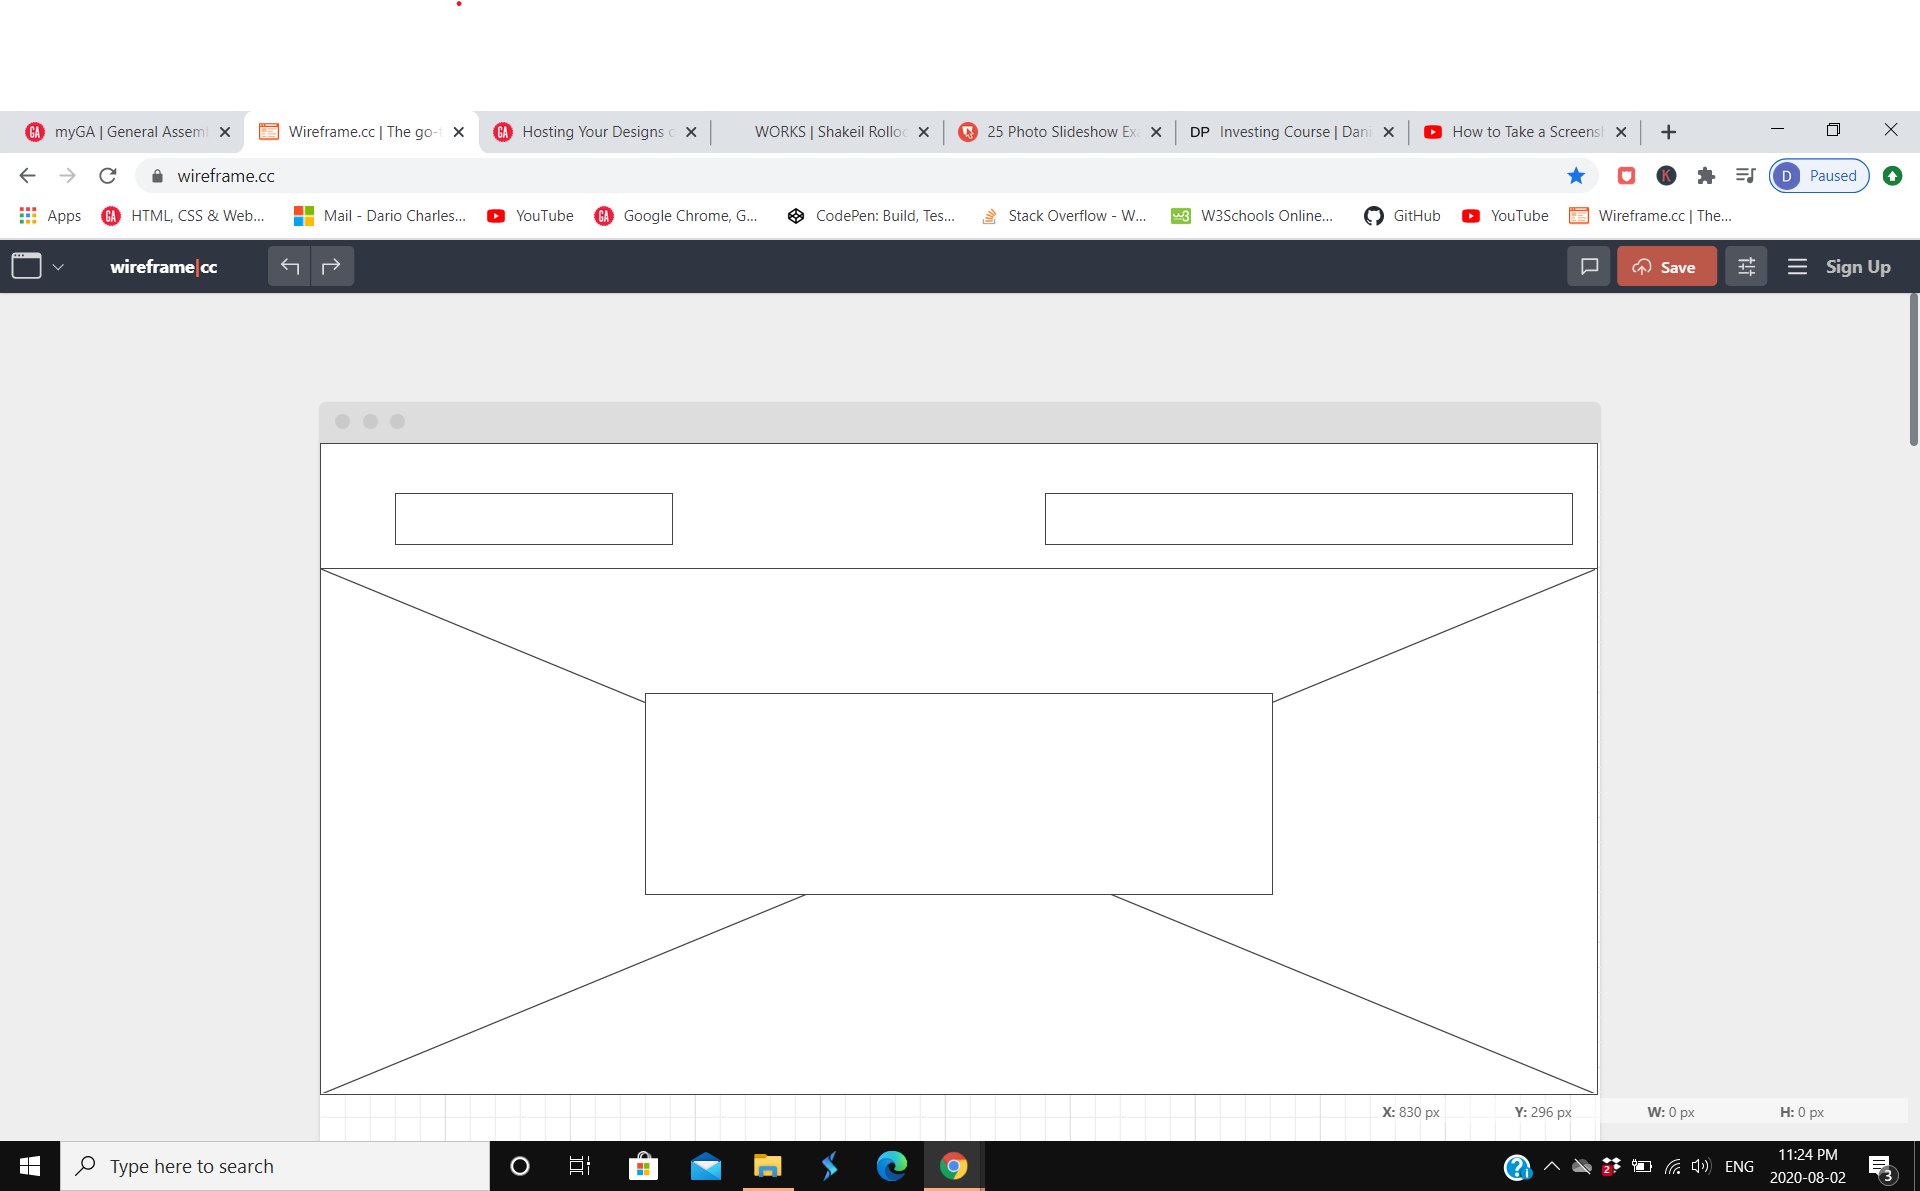 myGA | General Assem
Wireframe.cc | The go-
Hosting Your Designs
WORKS | Shakeil Rollo
25 Photo Slideshow Ex
DP Investing Course | Dani
How to Take a Screens
wireframe.cc
D Paused
Apps
HTML, CSS & Web...
Mail - Dario Charles...
YouTube
Google Chrome, G...
CodePen: Build, Tes...
Stack Overflow - W...
W3Schools Online...
GitHub
YouTube
Wireframe.cc | The...
wireframe|cc
Save
Sign Up
X: 830 px
Y: 296 px
W: 0 px
H: 0 px
Type here to search
ENG
11:24 PM
2020-08-02
3